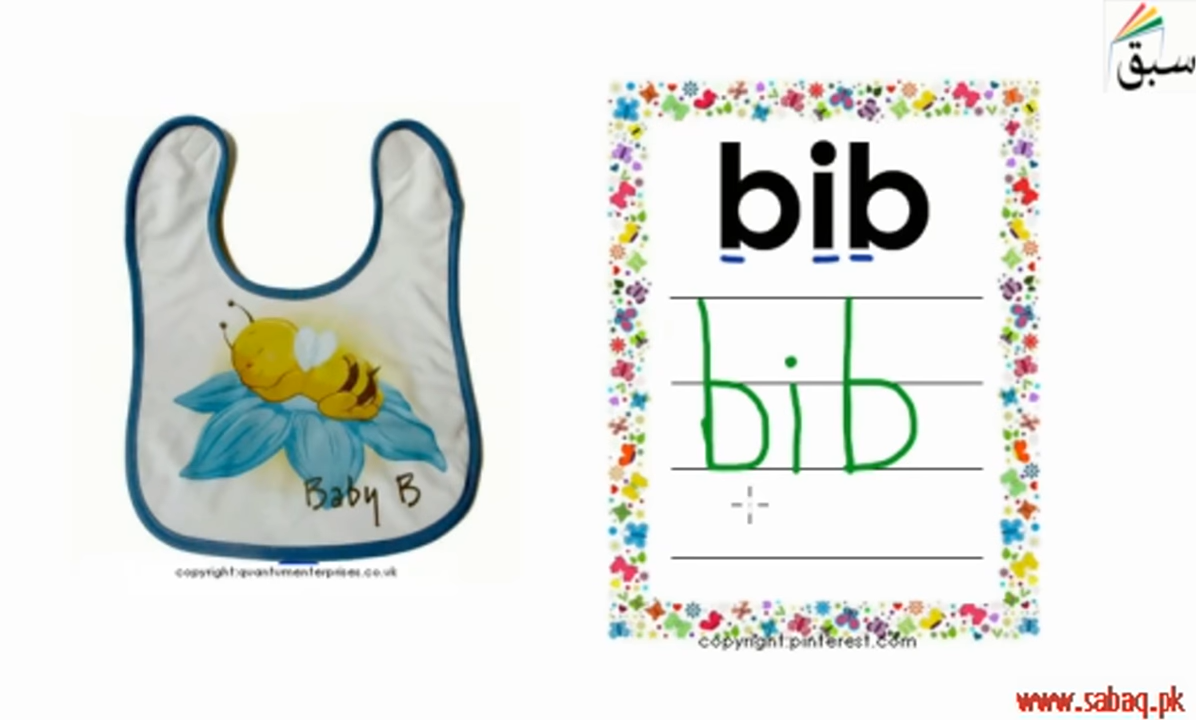 سبق
bib
bib
Baby B
copyright:quantumenterprises.co.uk
copyright:pinterest.com
www.sabaq.pk